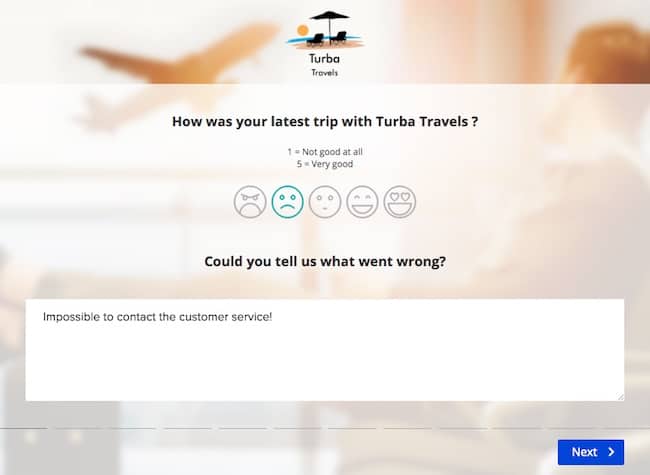 Turba
Travels
How was your latest trip with Turba Travels ?
1 = Not good at all
5 = Very good
Could you tell us what went wrong?
Impossible to contact the customer service!
Next